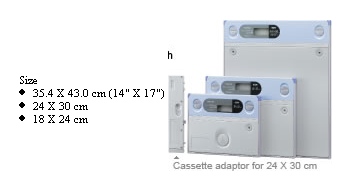 h
Size
35.4 X 43.0 cm (14" X 17")
24 X 30 cm
18 X 24 cm
Cassette adaptor for 24 X 30 cm